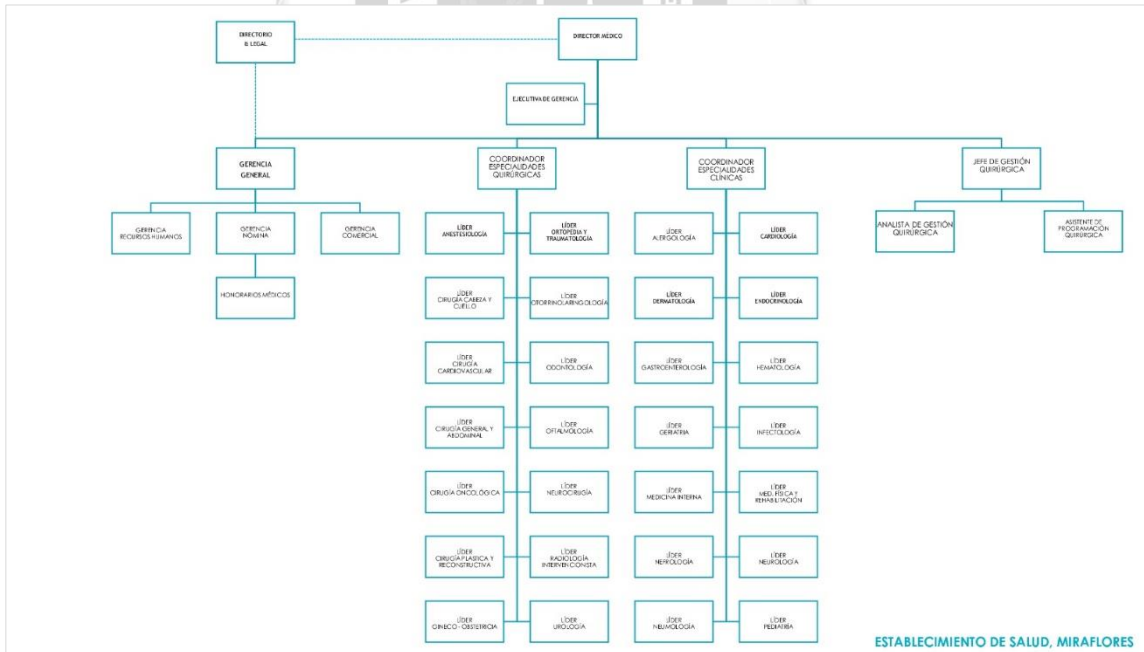 DIRECTORIO
& LEGAL
DIRECTOR MÉDICO
EJECUTIVA DE GERENCIA
GERENCIA
GENERAL
COORDINADOR
ESPECIALIDADES
QUIRÚRGICAS
COORDINADOR
ESPECIALIDADES
CLÍNICAS
JEFE DE GESTIÓN
QUIRÚRGICA
GERENCIA
RECURSOS HUMANOS
GERENCIA
NÓMINA
GERENCIA
COMERCIAL
HONORARIOS MÉDICOS
LÍDER
ANESTESIOLOGÍA
LÍDER
ORTOPEDIA Y
TRAUMATOLOGÍA
LÍDER
CIRUGÍA CABEZA Y
CUELLO
LÍDER
OTORRINOLARINGOLOGÍA
LÍDER
CIRUGÍA
CARDIOVASCULAR
LÍDER
ODONTOLOGÍA
LÍDER
CIRUGÍA GENERAL Y
ABDOMINAL
LÍDER
OFTALMOLOGÍA
LÍDER
CIRUGÍA ONCOLÓGICA
LÍDER
NEUROCIRUGÍA
LÍDER
CIRUGÍA PLASTICA Y
RECONSTRUCTIVA
LÍDER
RADIOLOGÍA
INTERVENCIONISTA
LÍDER
GINECO - OBSTETRICIA
LÍDER
UROLOGÍA
LÍDER
ALERGOLOGÍA
LÍDER
CARDIOLOGÍA
LÍDER
DERMATOLOGÍA
LÍDER
ENDOCRINOLOGÍA
LÍDER
GASTROENTEROLOGÍA
LÍDER
HEMATOLOGÍA
LÍDER
GERIATRIA
LÍDER
INFECTOLOGÍA
LÍDER
MEDICINA INTERNA
LÍDER
MED. FÍSICA Y
REHABILITACIÓN
LÍDER
NEFROLOGÍA
LÍDER
NEUROLOGÍA
LÍDER
NEUMOLOGÍA
LÍDER
PEDIATRÍA
ANALISTA DE GESTIÓN
QUIRÚRGICA
ASISTENTE DE
PROGRAMACIÓN
QUIRÚRGICA
ESTABLECIMIENTO DE SALUD, MIRAFLORES